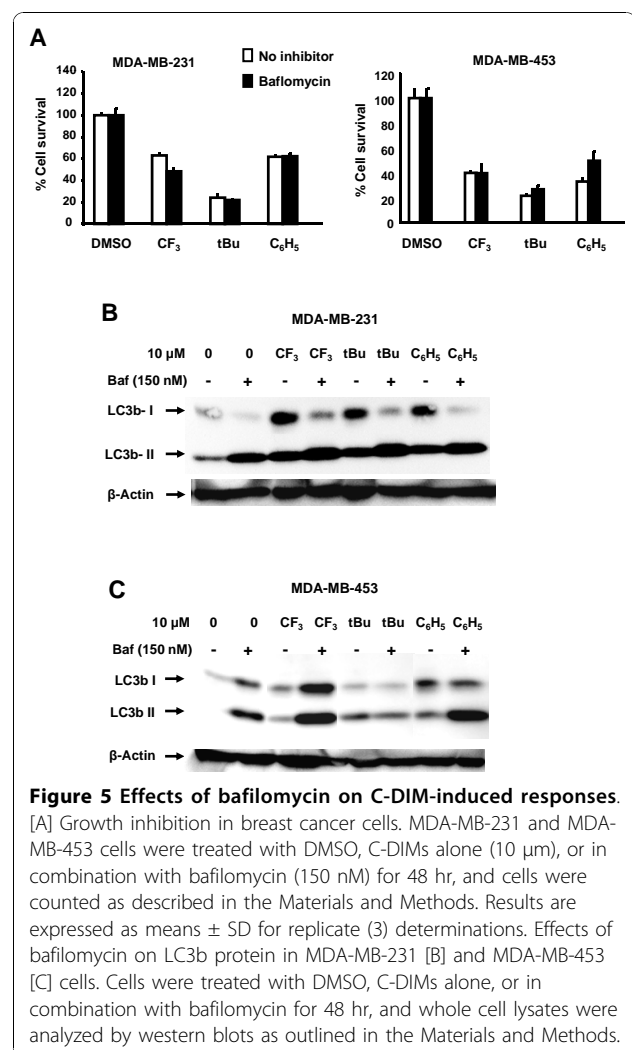 A
MDA-MB-231
No inhibitor
Baflomycin
MDA-MB-453
% Cell survival
140
120
100
80
60
40
20
0
DMSO CF₃ tBu C₆H₅
% Cell survival
120
100
80
60
40
20
0
DMSO CF₃ tBu C₆H₅
B
MDA-MB-231
10 µM 0 0 CF₃ CF₃ tBu tBu C₆H₅ C₆H₅
Baf (150 nM) - + - + - + - +
LC3b- I
LC3b- II
β-Actin
C
MDA-MB-453
10 µM 0 0 CF₃ CF₃ tBu tBu C₆H₅ C₆H₅
Baf (150 nM) - + - + - + - +
LC3b I
LC3b II
β-Actin
Figure 5 Effects of bafilomycin on C-DIM-induced responses.
[A] Growth inhibition in breast cancer cells. MDA-MB-231 and MDA-
MB-453 cells were treated with DMSO, C-DIMs alone (10 μm), or in
combination with bafilomycin (150 nM) for 48 hr, and cells were
counted as described in the Materials and Methods. Results are
expressed as means ± SD for replicate (3) determinations. Effects of
bafilomycin on LC3b protein in MDA-MB-231 [B] and MDA-MB-453
[C] cells. Cells were treated with DMSO, C-DIMs alone, or in
combination with bafilomycin for 48 hr, and whole cell lysates were
analyzed by western blots as outlined in the Materials and Methods.